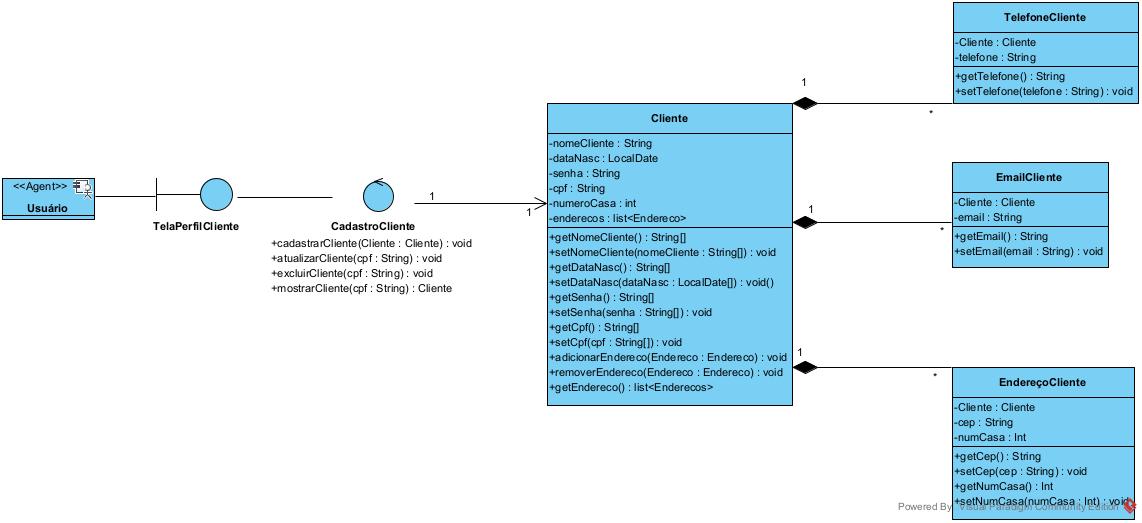 <<Agent>>
Usuário
TelaPerfilCliente
CadastroCliente
+cadastrarCliente(Cliente : Cliente) : void
+atualizarCliente(cpf : String) : void
+excluirCliente(cpf : String) : void
+mostrarCliente(cpf : String) : Cliente
1
1
Cliente
-nomeCliente : String
-dataNasc : LocalDate
-senha : String
-cpf : String
-numeroCasa : int
-enderecos : list<Endereco>
+getNomeCliente() : String[]
+setNomeCliente(nomeCliente : String[]) : void
+getDataNasc() : String[]
+setDataNasc(dataNasc : LocalDate[]) : void()
+getSenha() : String[]
+setSenha(senha : String[]) : void
+getCpf() : String[]
+setCpf(cpf : String[]) : void
+adicionarEndereco(Endereco : Endereco) : void
+removerEndereco(Endereco : Endereco) : void
+getEndereco() : list<Enderecos>
1
*
TelefoneCliente
-Cliente : Cliente
-telefone : String
+getTelefone() : String
+setTelefone(telefone : String) : void
1
*
EmailCliente
-Cliente : Cliente
-email : String
+getEmail() : String
+setEmail(email : String) : void
1
*
EndereçoCliente
-Cliente : Cliente
-cep : String
-numCasa : Int
+getCep() : String
+setCep(cep : String) : void
+getNumCasa() : Int
+setNumCasa(numCasa : Int) : void
Powered By Visual Paradigm Community Edition